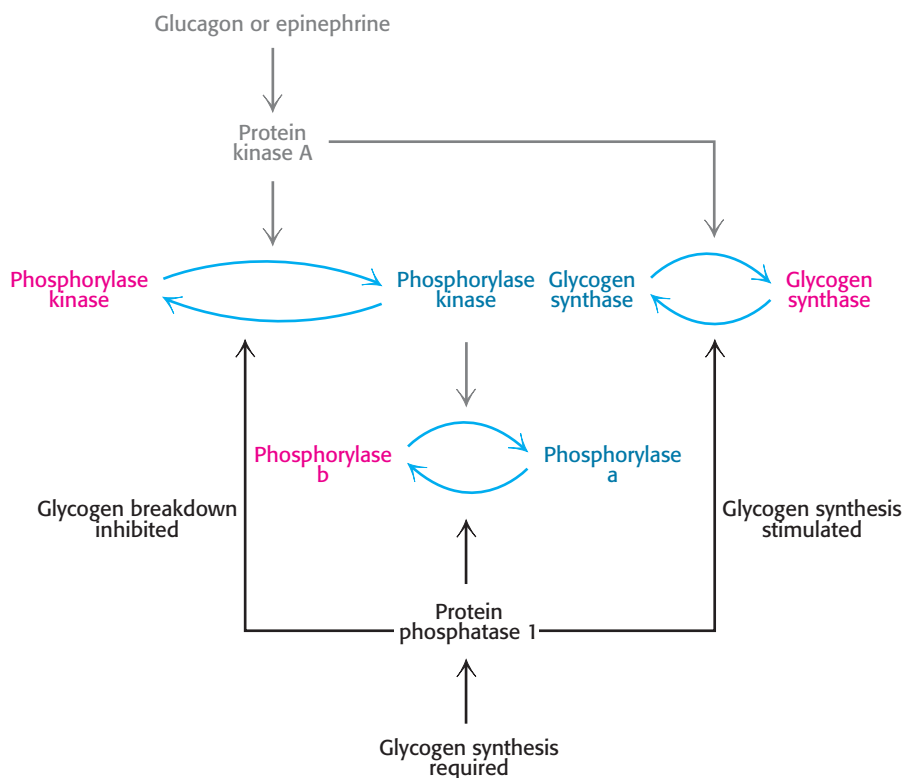 Glucagon or epinephrine
Protein
kinase A
Phosphorylase
kinase
Phosphorylase
kinase
Glycogen
synthase
Glycogen
synthase
Phosphorylase
b
Phosphorylase
a
Glycogen breakdown
inhibited
Glycogen synthesis
stimulated
Protein
phosphatase 1
Glycogen synthesis
required